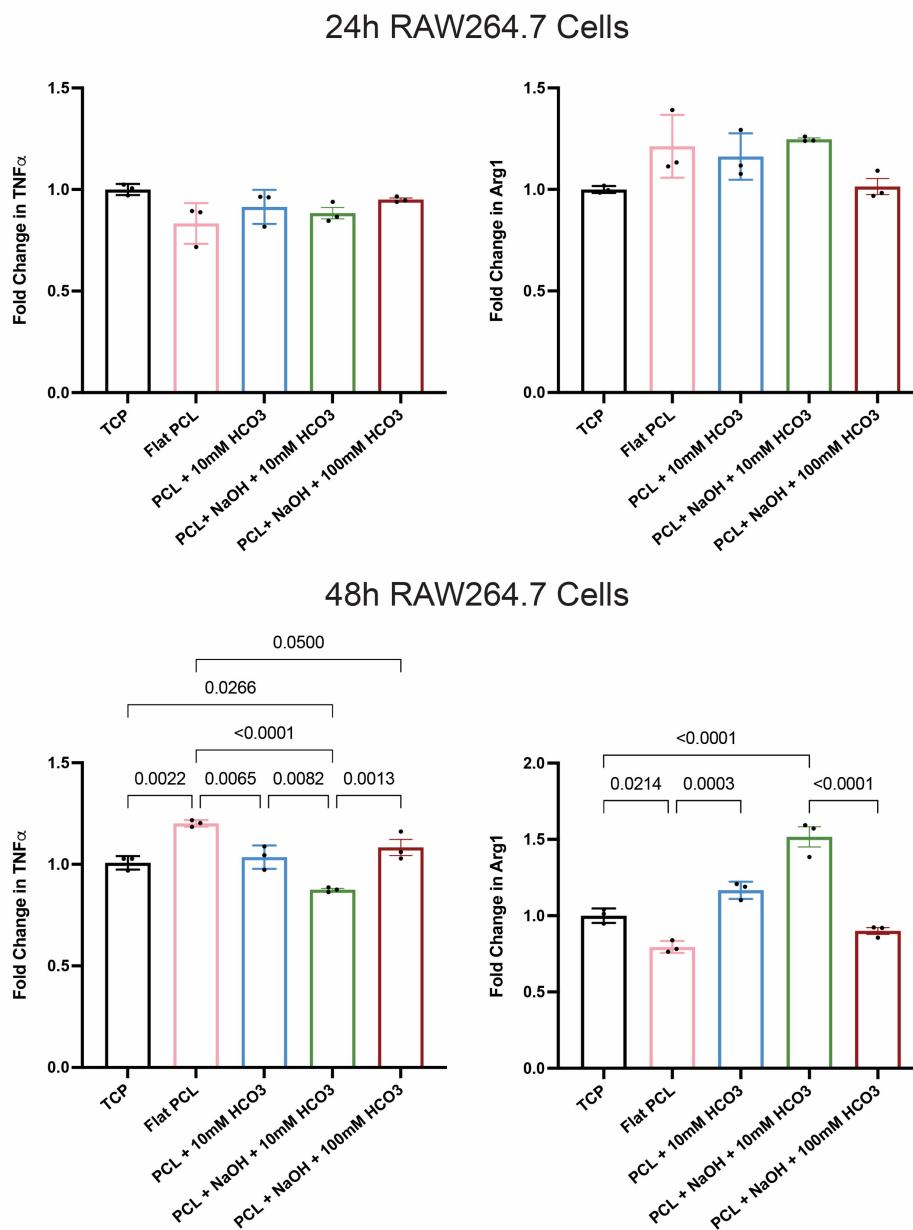 24h RAW264.7 Cells
Fold Change in TNFα
1.5
1.0
0.5
0.0
TCP
Flat PCL
PCL + 10mM HCO3
PCL+ NaOH + 10mM HCO3
PCL+ NaOH + 100mM HCO3
Fold Change in Arg1
1.5
1.0
0.5
0.0
TCP
Flat PCL
PCL + 10mM HCO3
PCL+ NaOH + 10mM HCO3
PCL+ NaOH + 100mM HCO3
48h RAW264.7 Cells
0.0500
0.0266
<0.0001
0.0022 0.0065 0.0082 0.0013
Fold Change in TNFα
1.5
1.0
0.5
0.0
TCP
Flat PCL
PCL + 10mM HCO3
PCL + NaOH + 10mM HCO3
PCL + NaOH + 100mM HCO3
<0.0001
0.0214 0.0003 <0.0001
Fold Change in Arg1
2.0
1.5
1.0
0.5
0.0
TCP
Flat PCL
PCL + 10mM HCO3
PCL + NaOH + 10mM HCO3
PCL + NaOH + 100mM HCO3